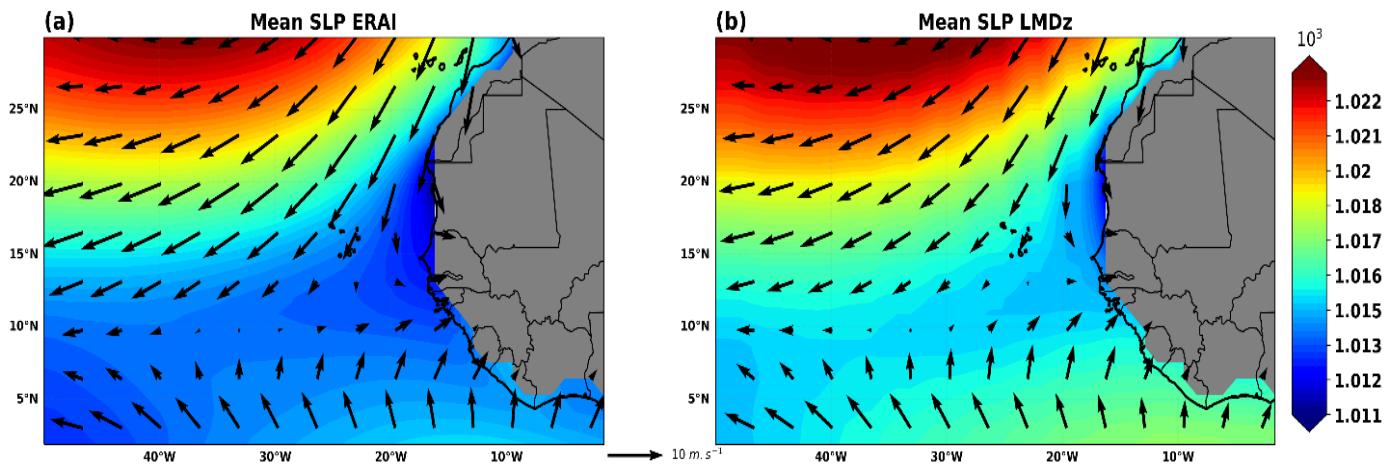 (a) Mean SLP ERAI
(b) Mean SLP LMDz
10³
25°N
20°N
15°N
10°N
5°N
40°W 30°W 20°W 10°W
10 m.s⁻¹
25°N
20°N
15°N
10°N
5°N
40°W 30°W 20°W 10°W
1.022
1.021
1.019
1.018
1.017
1.016
1.015
1.013
1.012
1.011